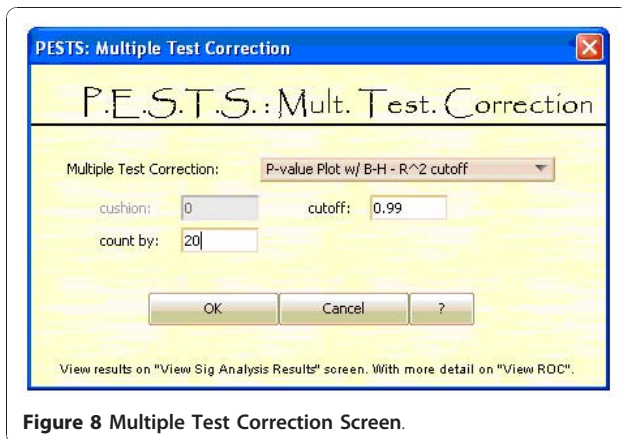 PESTS: Multiple Test Correction
P.E.S.T.S.: Mult. Test. Correction
Multiple Test Correction: P-value Plot w/ B-H - R^2 cutoff
cushion: 0 cutoff: 0.99
count by: 20
OK Cancel ?
View results on "View Sig Analysis Results" screen. With more detail on "View ROC".
Figure 8 Multiple Test Correction Screen.